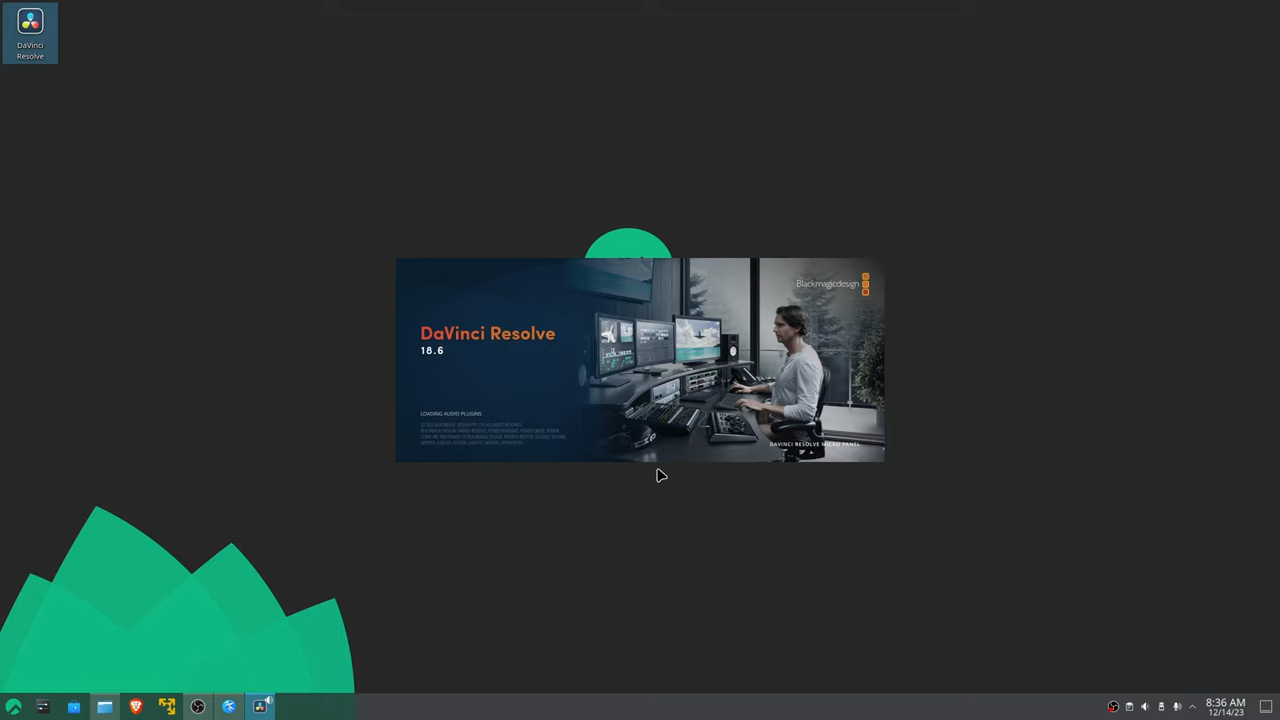 DaVinci
Resolve
Blackmagicdesign
DaVinci Resolve
18.6
LOADING AUDIO PLUGINS
DAVINCI RESOLVE MICRO PANEL
8:36 AM
12/14/23